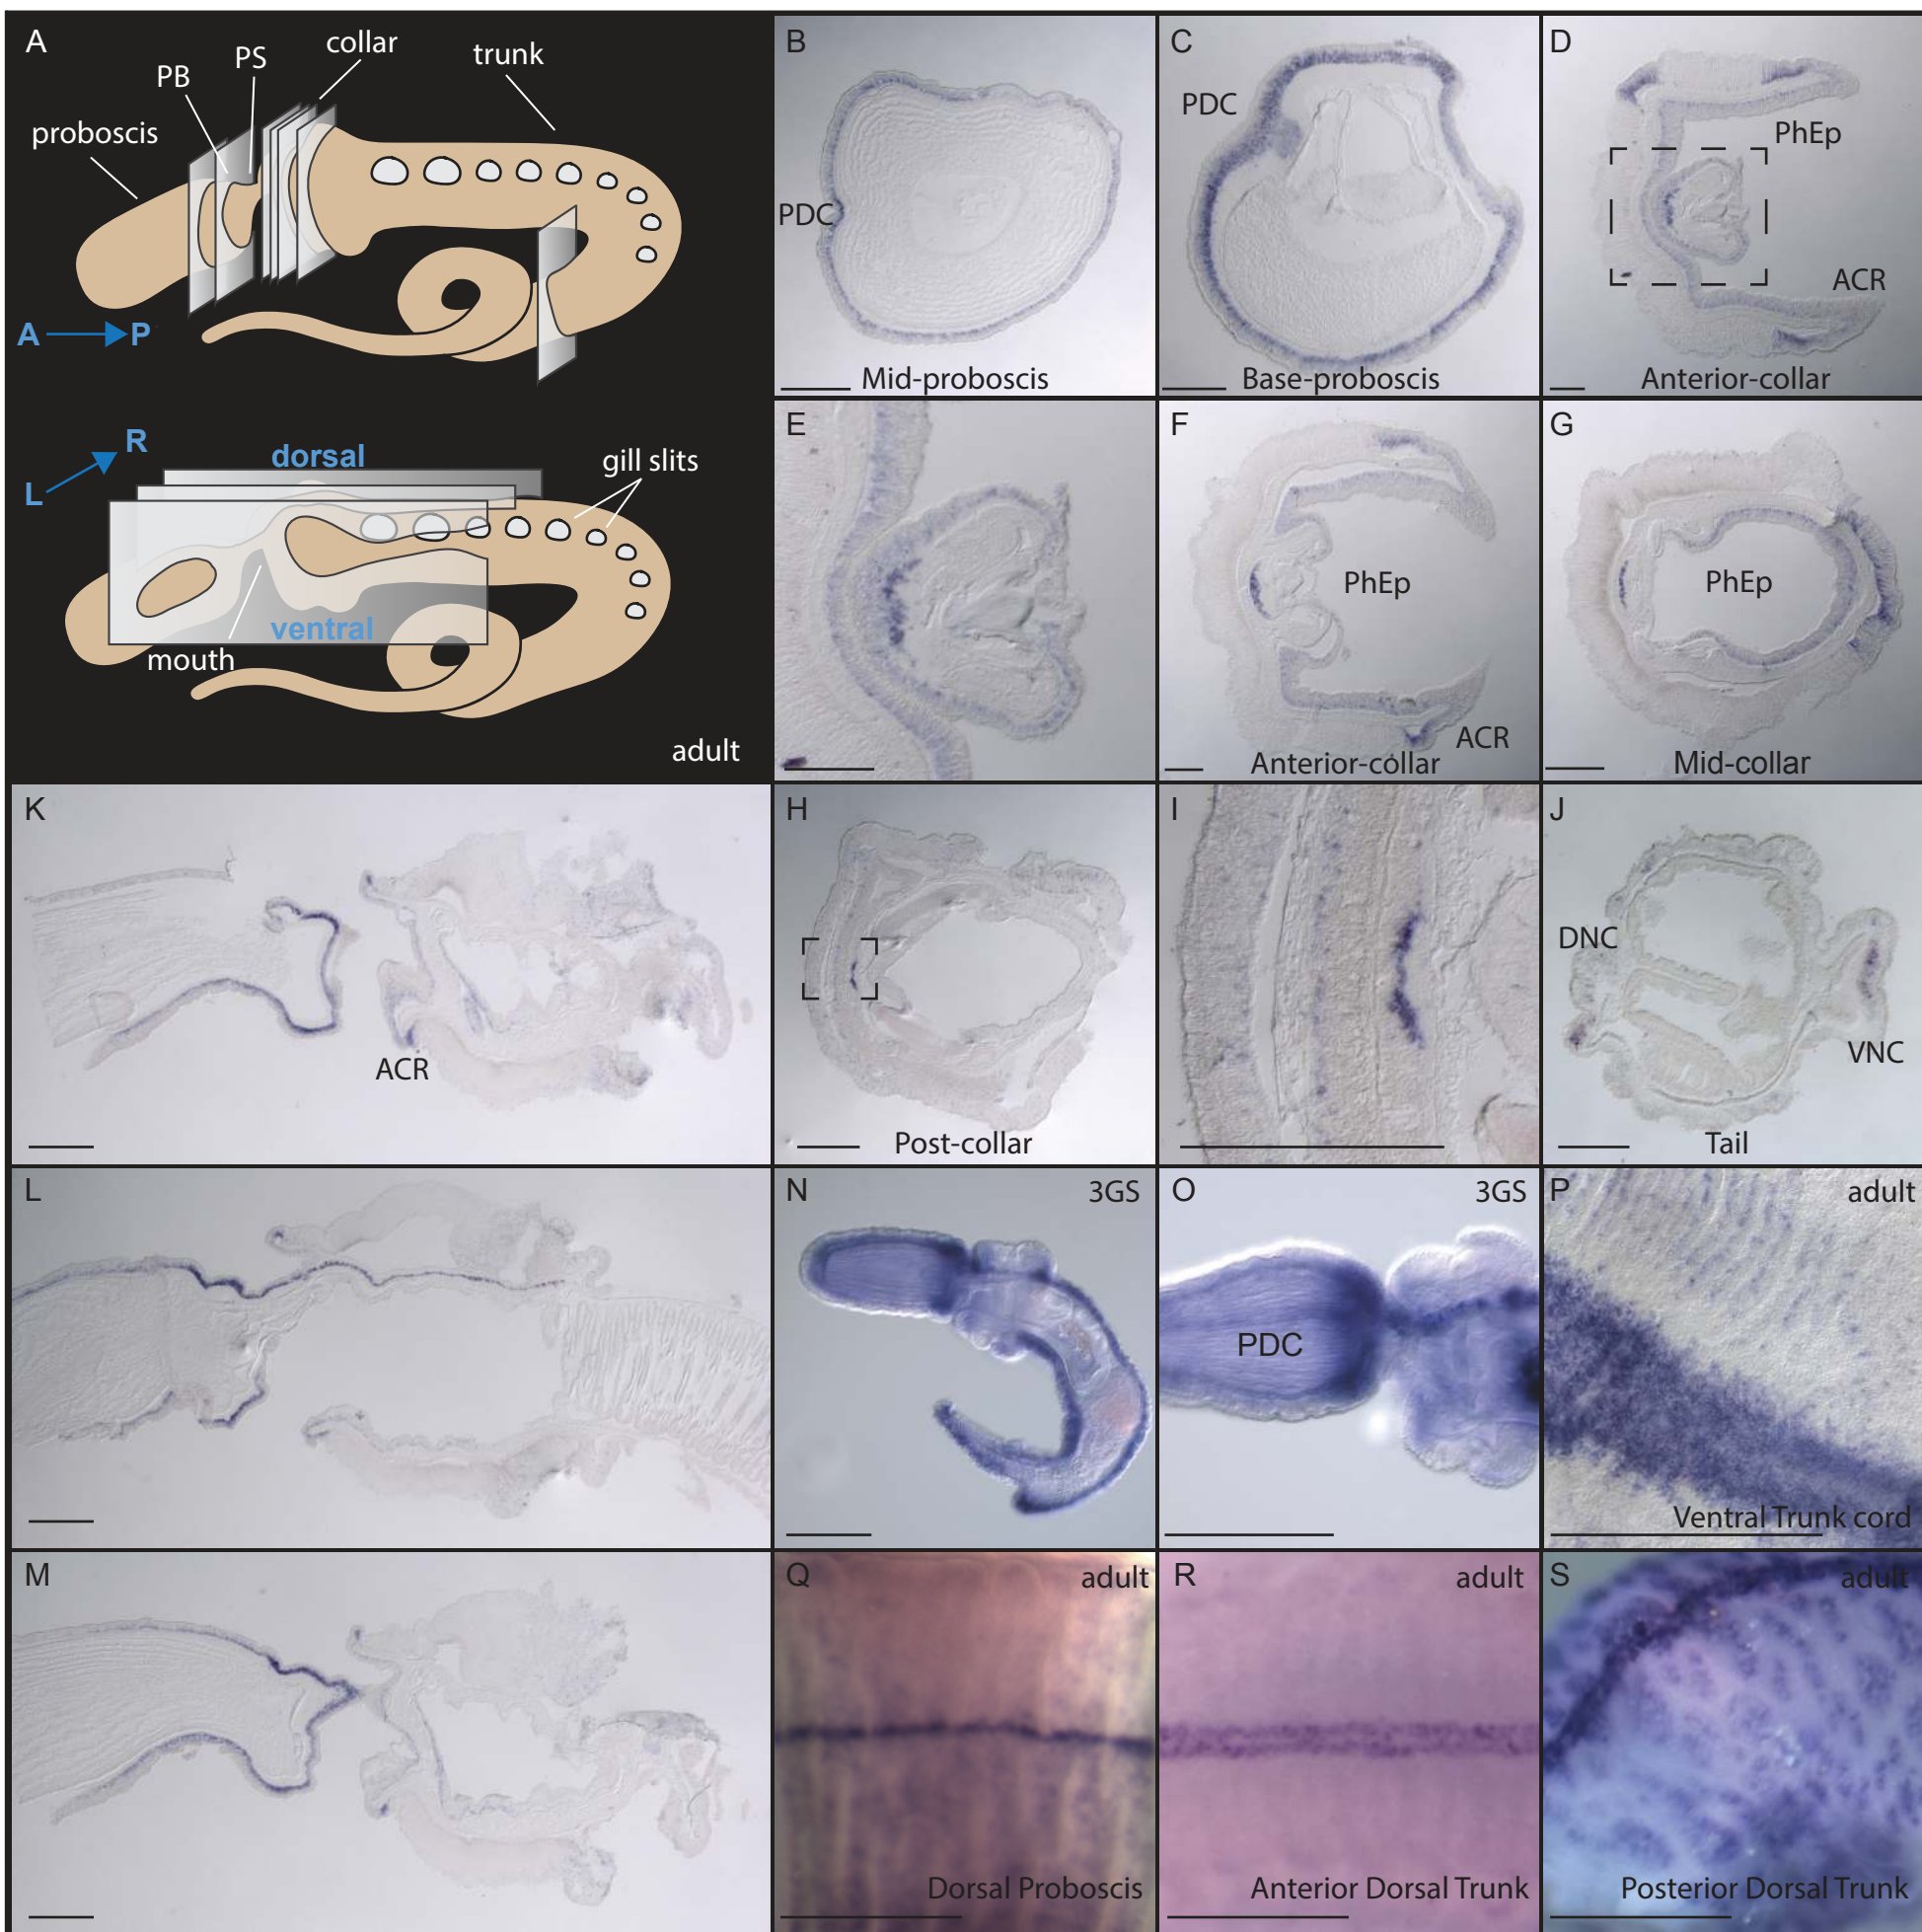 A
PB
PS
collar
trunk
proboscis
A
P
R
L
dorsal
gill slits
ventral
mouth
adult
B
PDC
Mid-proboscis
C
PDC
Base-proboscis
D
PhEp
ACR
Anterior-collar
E
F
PhEp
ACR
Anterior-collar
G
PhEp
Mid-collar
K
ACR
H
Post-collar
I
J
DNC
VNC
Tail
L
N
3GS
O
3GS
PDC
P
adult
Ventral Trunk cord
M
Q
adult
Dorsal Proboscis
R
adult
Anterior Dorsal Trunk
S
adult
Posterior Dorsal Trunk